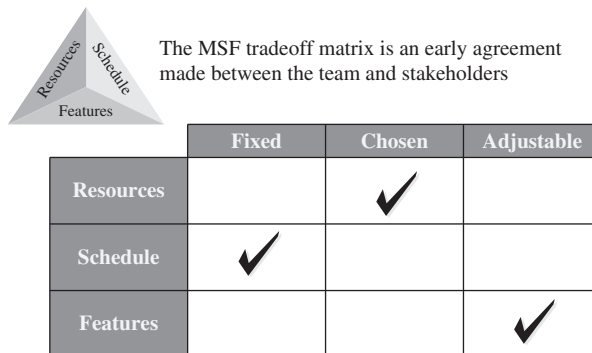 Resources
Schedule
Features
The MSF tradeoff matrix is an early agreement
made between the team and stakeholders
Fixed Chosen Adjustable
Resources
Schedule
Features